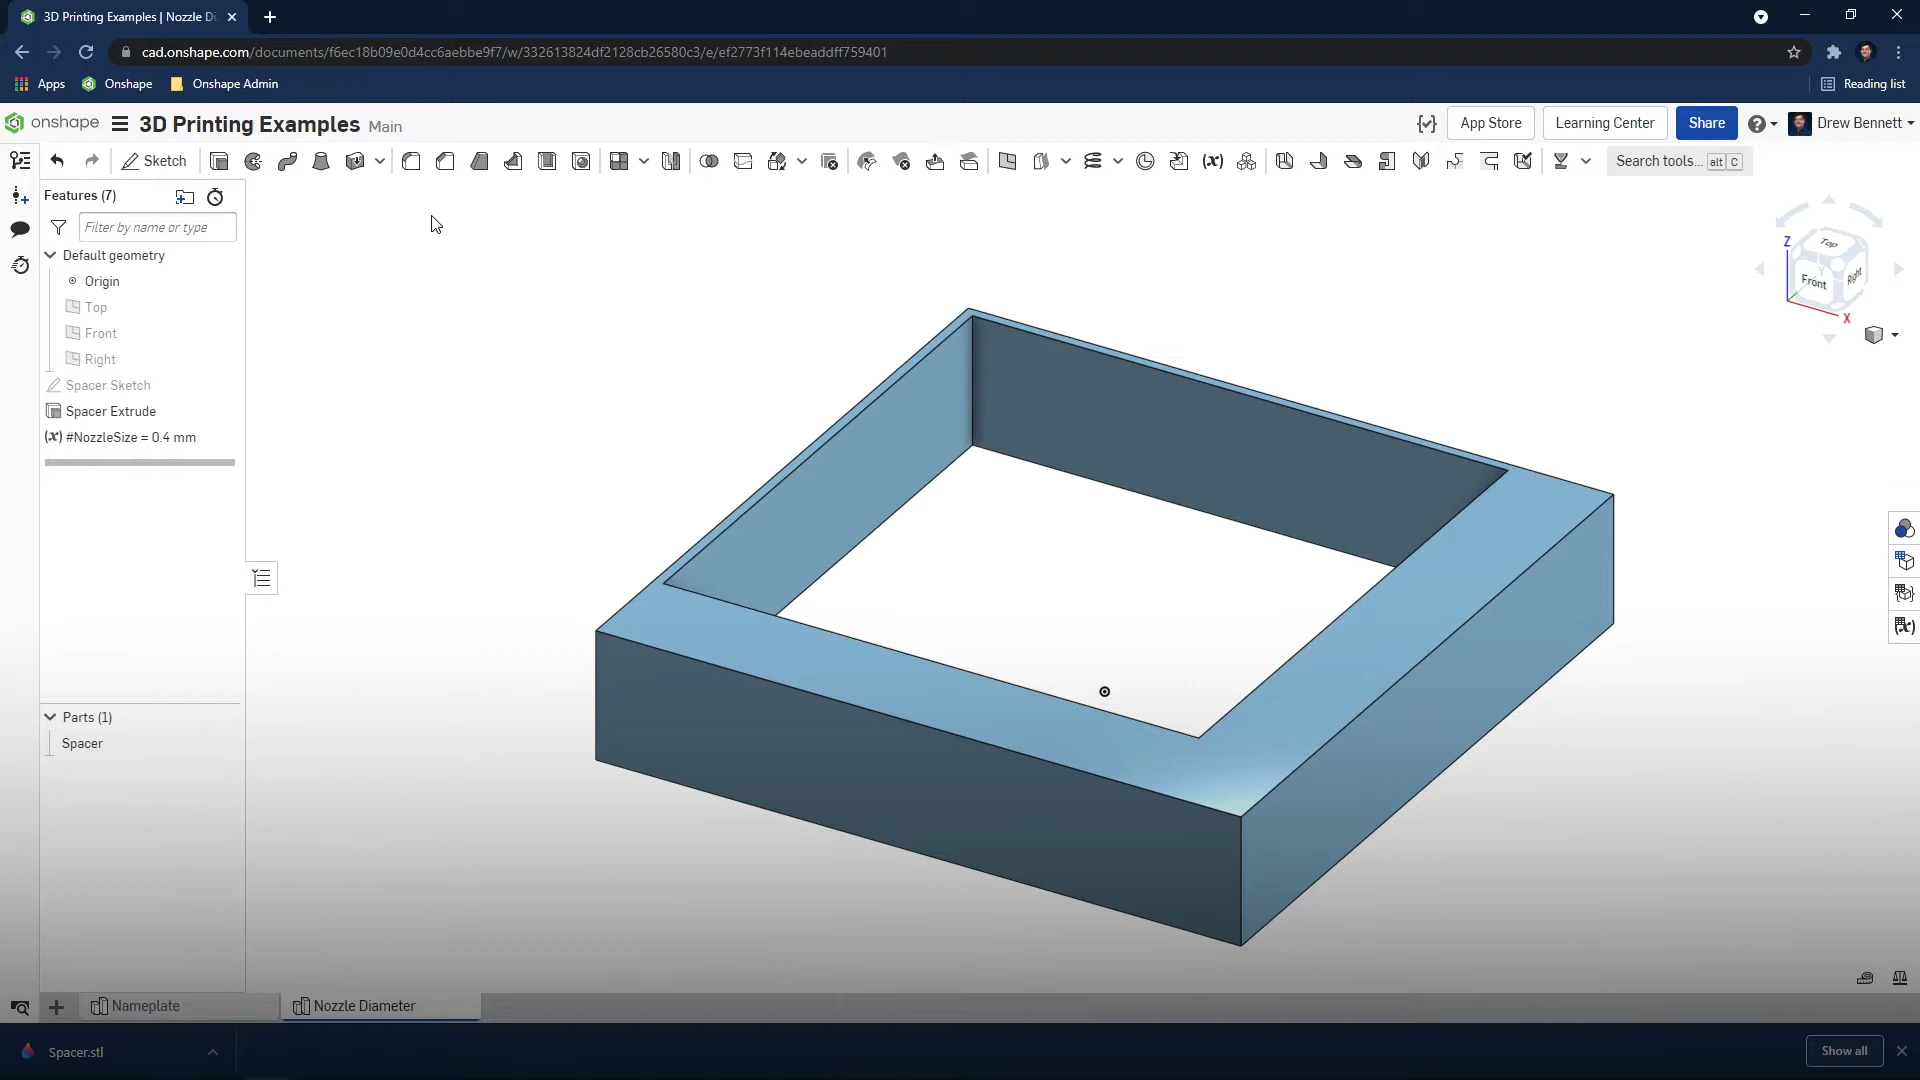 3D Printing Examples | Nozzle Di
cad.onshape.com/documents/f6ec18b09e0d4cc6aebbe9f7/w/332613824df2128cb26580c3/e/ef2773f114ebeaddff759401
Apps Onshape Onshape Admin Reading list
onshape 3D Printing Examples Main App Store Learning Center Share Drew Bennett
Sketch (x) Search tools... alt C
Features (7)
Filter by name or type
Default geometry
Origin
Top
Front
Right
Spacer Sketch
Spacer Extrude
(x) #NozzleSize = 0.4 mm
Z
Top
Y
Front
Right
X
(x)
Parts (1)
Spacer
Nameplate Nozzle Diameter
Spacer.stl Show all